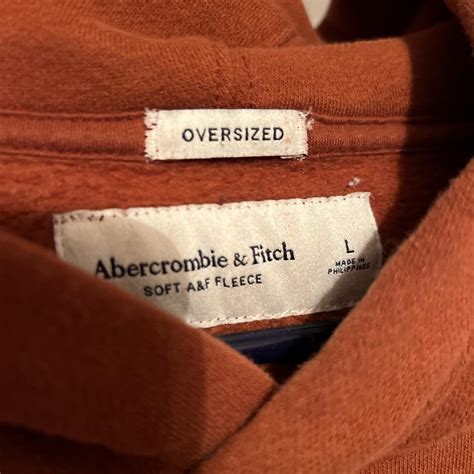 OVERSIZED
Abercrombie & Fitch
SOFT A&F FLEECE
L
MADE IN
PHILIPPINES